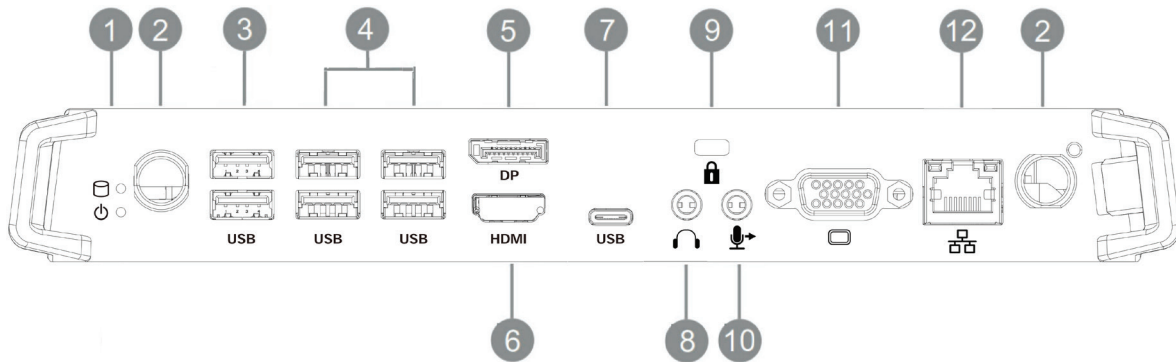 1 2 3 4 5 7 9 11 12 2
DP
USB USB USB HDMI USB
6 8 10